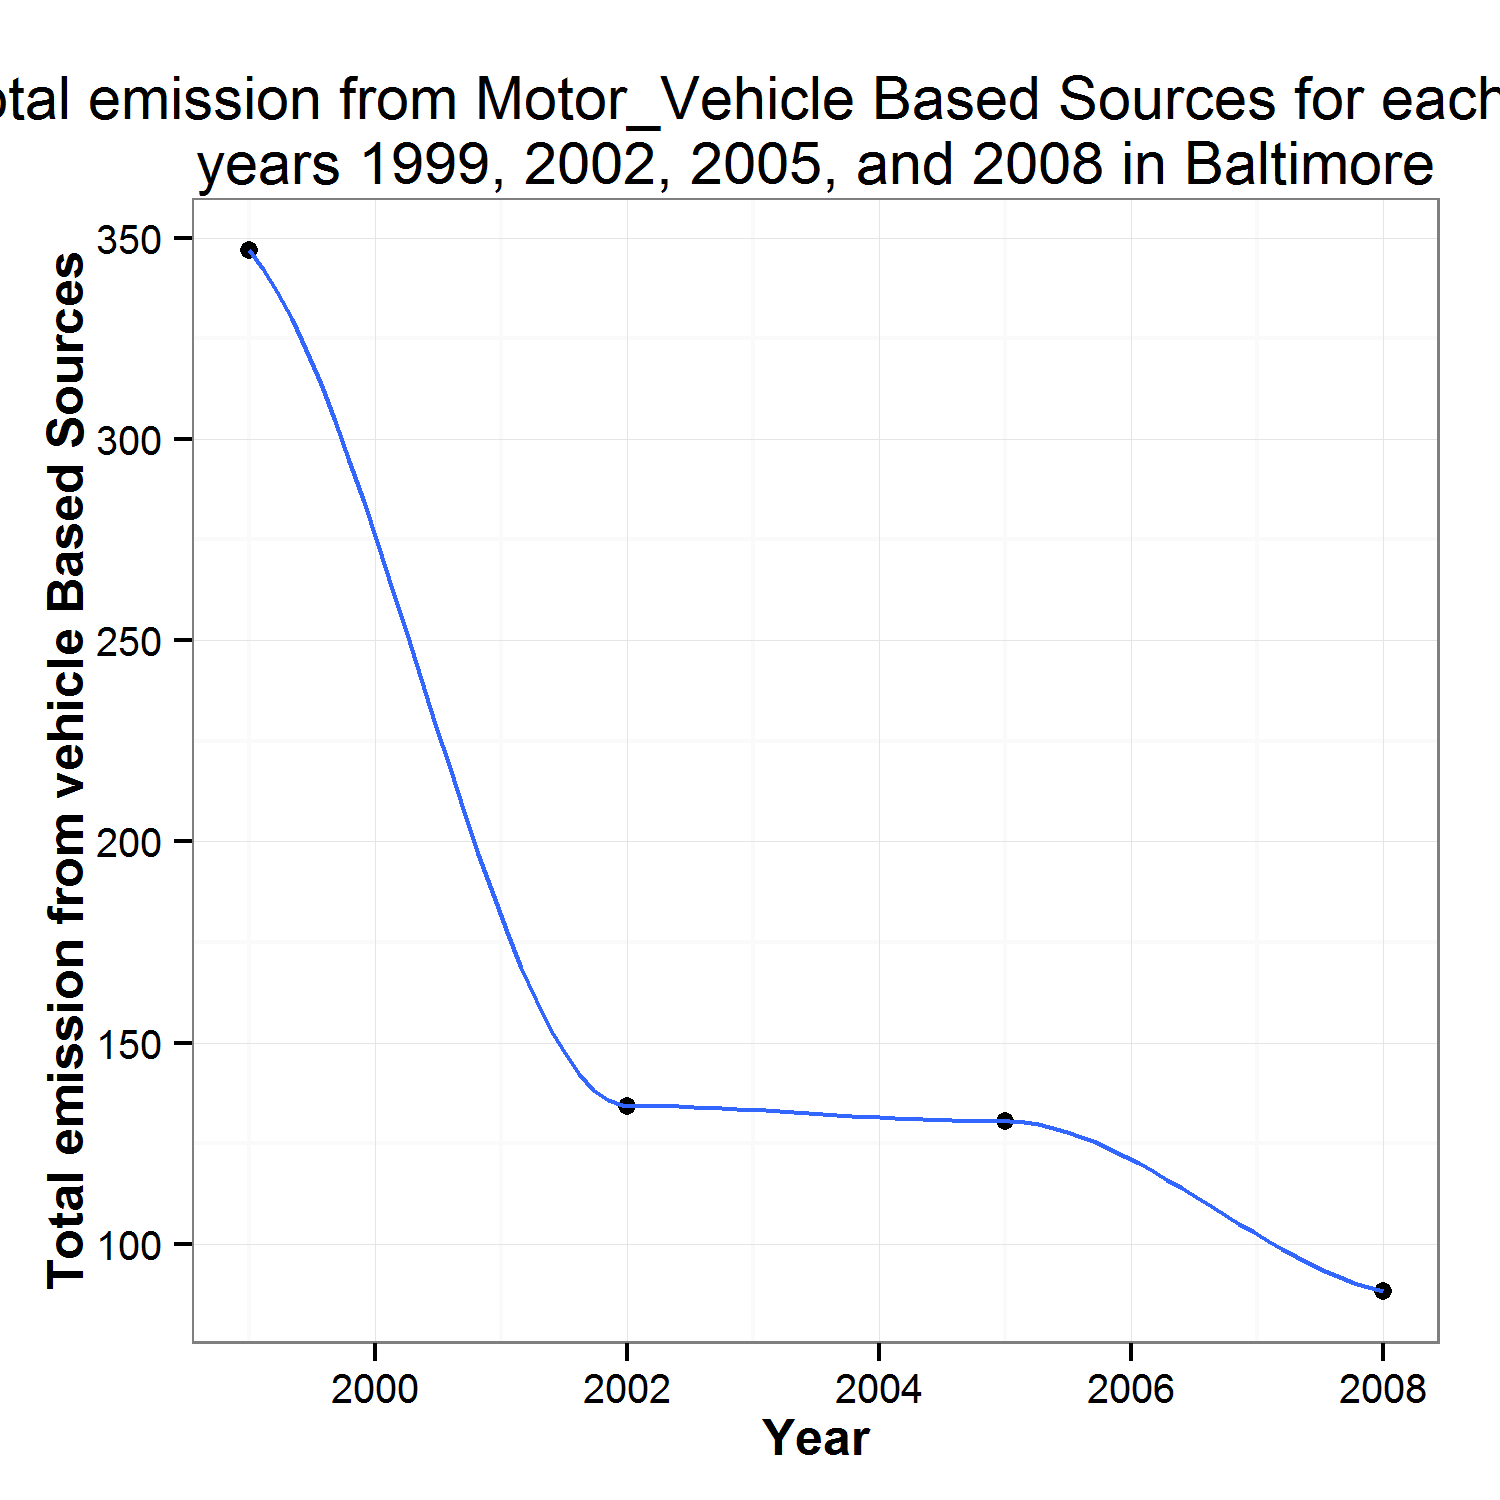 otal emission from Motor_Vehicle Based Sources for each
years 1999, 2002, 2005, and 2008 in Baltimore
Total emission from vehicle Based Sources
350
300
250
200
150
100
2000
2002
2004
2006
2008
Year